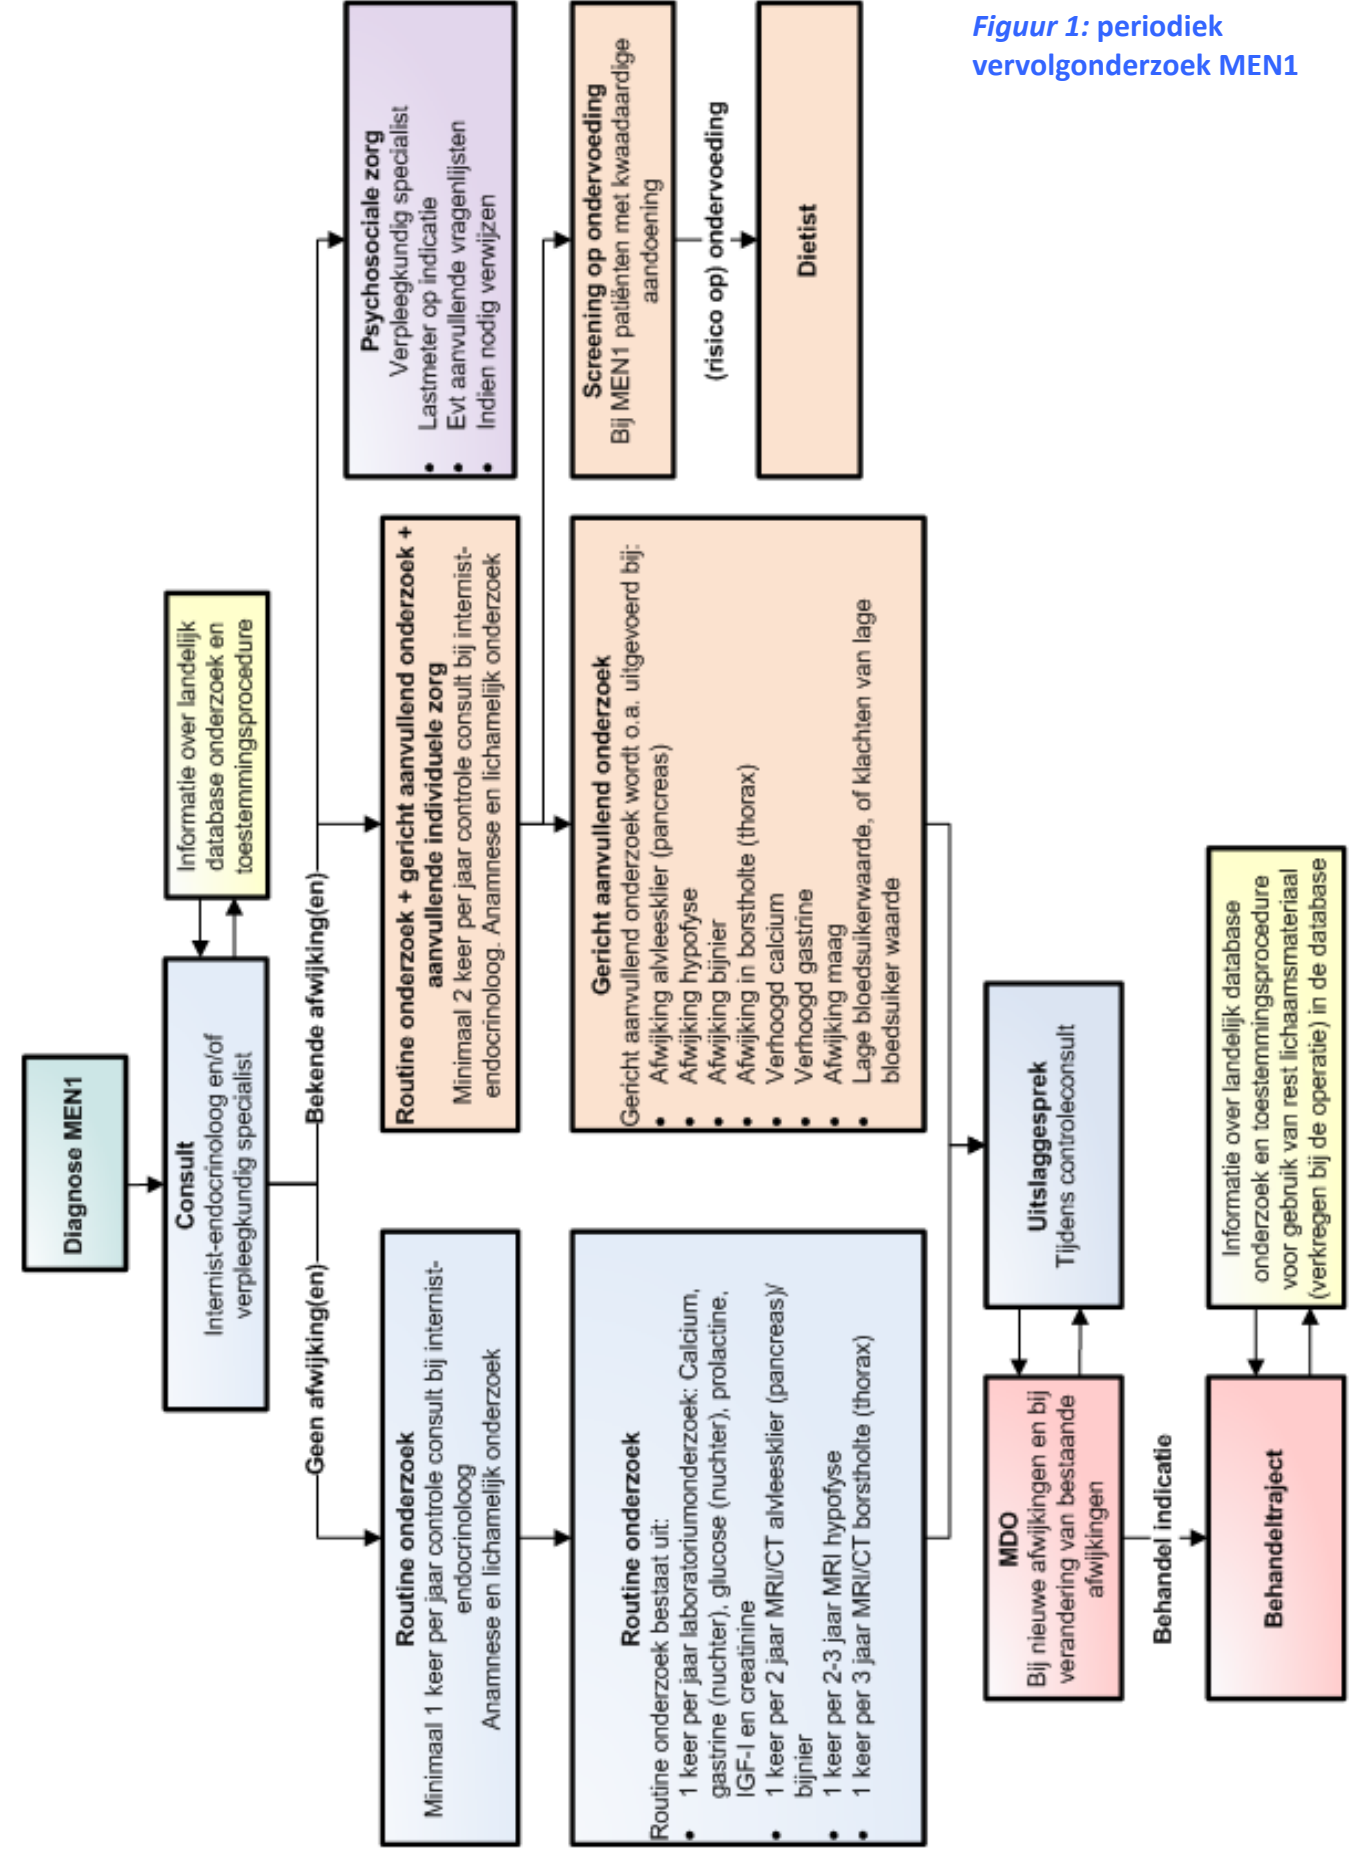 Figuur 1: periodiek
vervolgonderzoek MEN1
Diagnose MEN1
Consult
Internist-endocrinoloog en/of
verpleegkundig specialist
Informatie over landelijk
database onderzoek en
toestemmingsprocedure
Geen afwijking(en)
Bekende afwijking(en)
Routine onderzoek
Minimaal 1 keer per jaar controle consult bij internist-
endocrinoloog
Anamnese en lichamelijk onderzoek
Routine onderzoek + gericht aanvullend onderzoek +
aanvullende individuele zorg
Minimaal 2 keer per jaar controle consult bij internist-
endocrinoloog. Anamnese en lichamelijk onderzoek
Psychosociale zorg
Verpleegkundig specialist
• Lastmeter op indicatie
• Evt aanvullende vragenlijsten
• Indien nodig verwijzen
Routine onderzoek
Routine onderzoek bestaat uit:
• 1 keer per jaar laboratoriumonderzoek: Calcium,
gastrine (nuchter), glucose (nuchter), prolactine,
IGF-I en creatinine
• 1 keer per 2 jaar MRI/CT alvleesklier (pancreas)/
bijnier
• 1 keer per 2-3 jaar MRI hypofyse
• 1 keer per 3 jaar MRI/CT borstholte (thorax)
Gericht aanvullend onderzoek
Gericht aanvullend onderzoek wordt o.a. uitgevoerd bij:
• Afwijking alvleesklier (pancreas)
• Afwijking hypofyse
• Afwijking bijnier
• Afwijking in borstholte (thorax)
• Verhoogd calcium
• Verhoogd gastrine
• Afwijking maag
• Lage bloedsuikerwaarde, of klachten van lage
bloedsuiker waarde
Screening op ondervoeding
Bij MEN1 patiënten met kwaadaardige
aandoening
(risico op) ondervoeding
Dietist
Uitslaggesprek
Tijdens controleconsult
MDO
Bij nieuwe afwijkingen en bij
verandering van bestaande
afwijkingen
Behandel indicatie
Behandeltraject
Informatie over landelijk database
onderzoek en toestemmingsprocedure
voor gebruik van rest lichaamsmateriaal
(verkregen bij de operatie) in de database